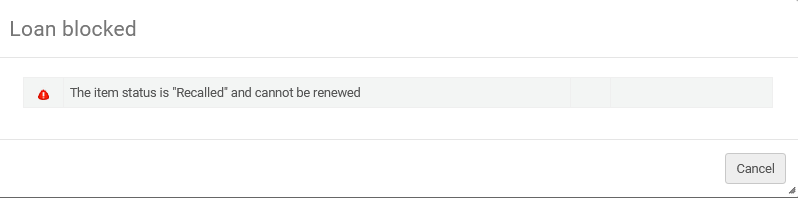 Loan blocked
The item status is "Recalled" and cannot be renewed
Cancel